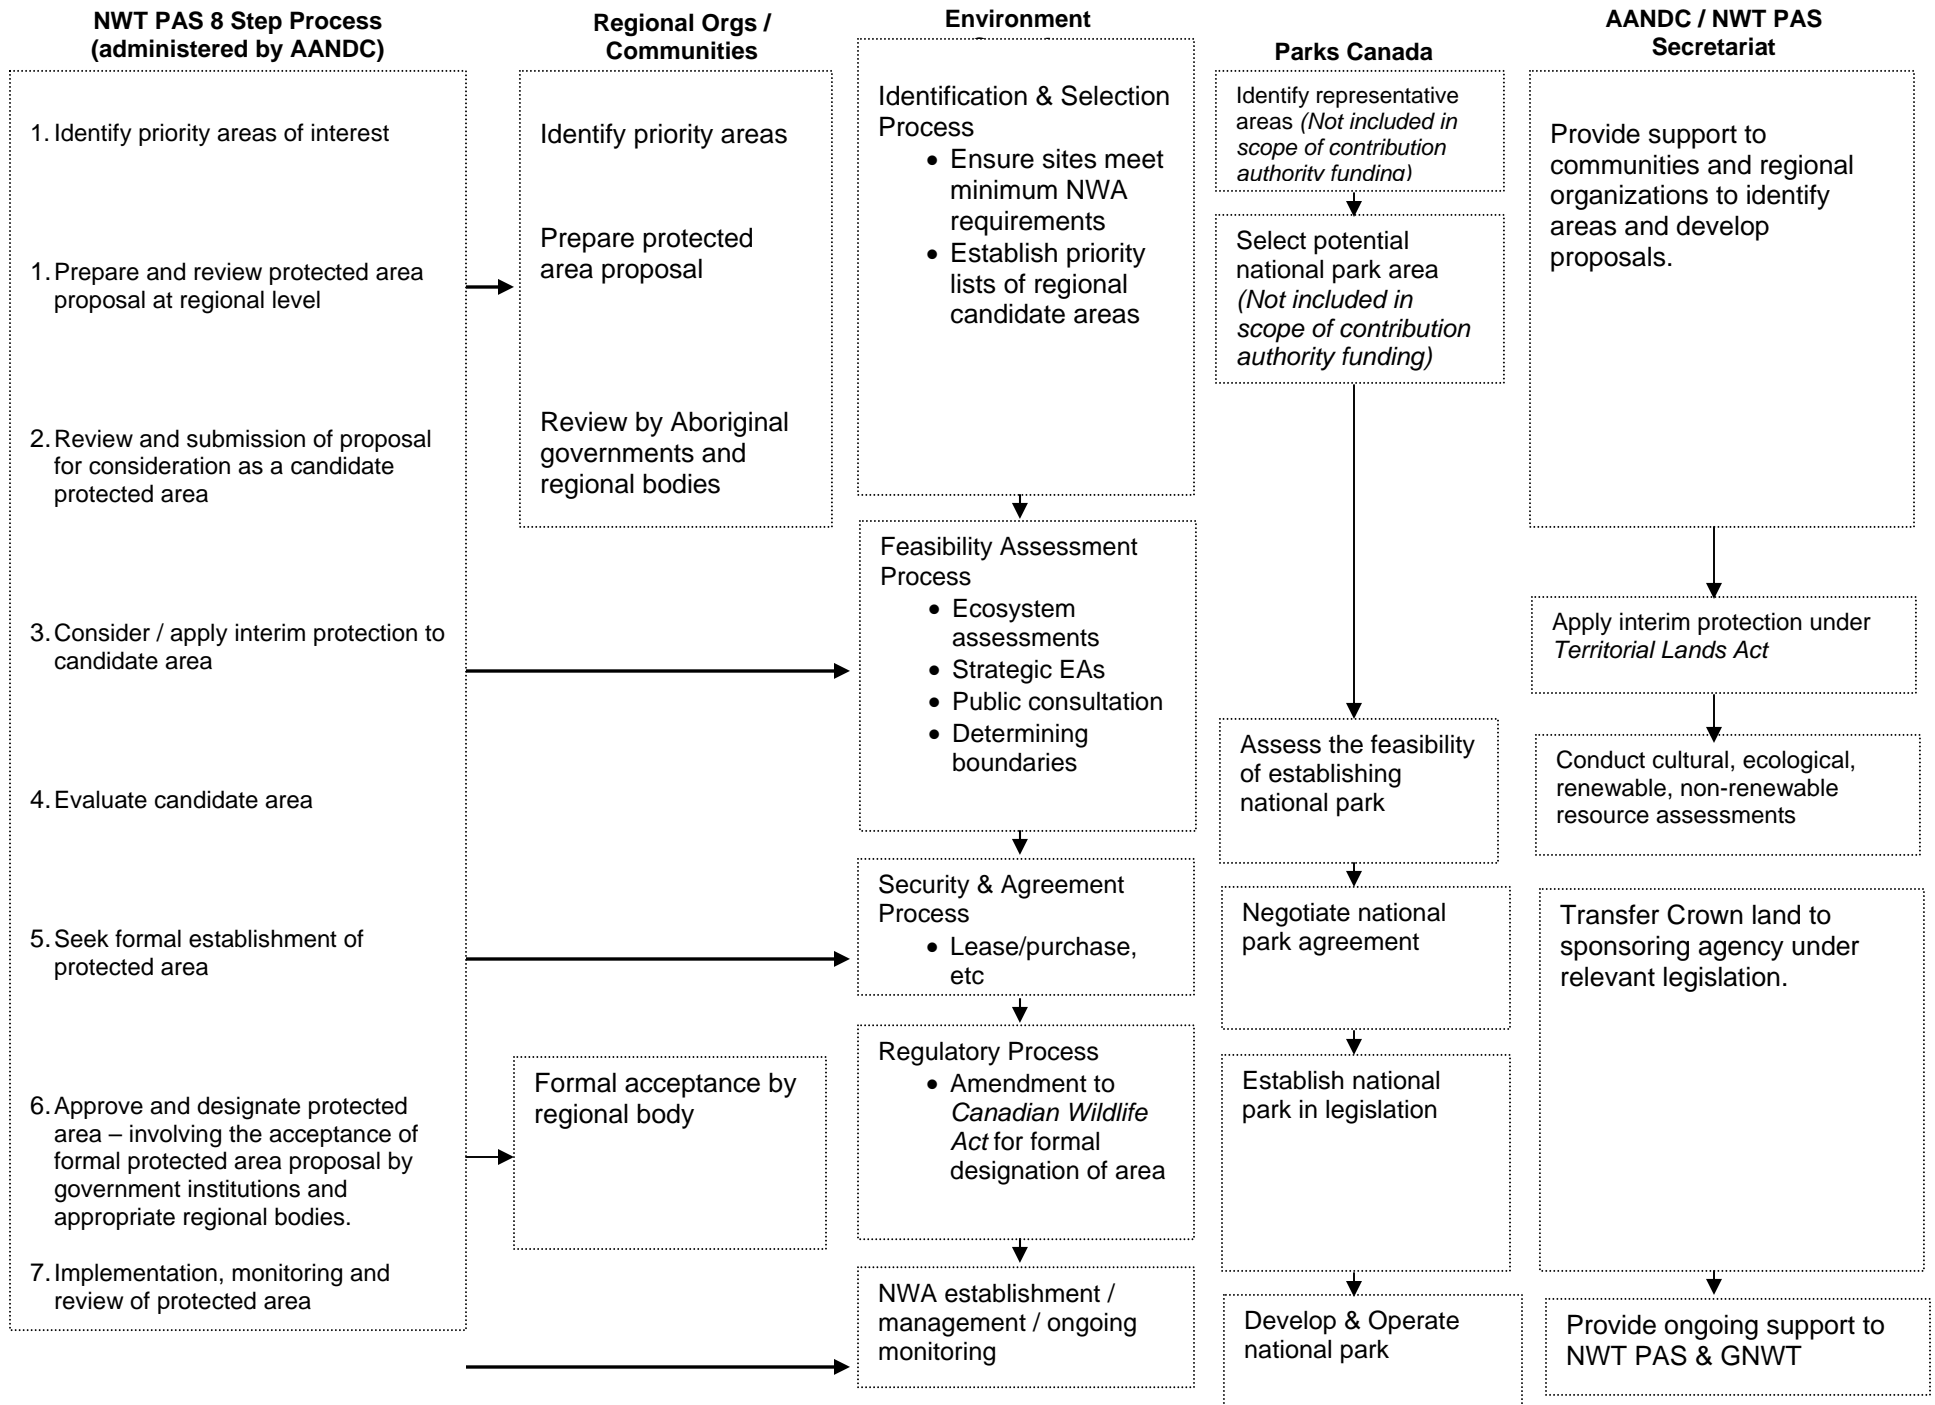 NWT PAS 8 Step Process
(administered by AANDC)
1. Identify priority areas of interest
1. Prepare and review protected area
proposal at regional level
2. Review and submission of proposal
for consideration as a candidate
protected area
3. Consider / apply interim protection to
candidate area
4. Evaluate candidate area
5. Seek formal establishment of
protected area
6. Approve and designate protected
area – involving the acceptance of
formal protected area proposal by
government institutions and
appropriate regional bodies.
7. Implementation, monitoring and
review of protected area
Regional Orgs /
Communities
Identify priority areas
Prepare protected
area proposal
Review by Aboriginal
governments and
regional bodies
Formal acceptance by
regional body
Environment
Identification & Selection
Process
• Ensure sites meet
minimum NWA
requirements
• Establish priority
lists of regional
candidate areas
Feasibility Assessment
Process
• Ecosystem
assessments
• Strategic EAs
• Public consultation
• Determining
boundaries
Security & Agreement
Process
• Lease/purchase,
etc
Regulatory Process
• Amendment to
Canadian Wildlife
Act for formal
designation of area
NWA establishment /
management / ongoing
monitoring
Parks Canada
Identify representative
areas (Not included in
scope of contribution
authority funding)
Select potential
national park area
(Not included in
scope of contribution
authority funding)
Assess the feasibility
of establishing
national park
Negotiate national
park agreement
Establish national
park in legislation
Develop & Operate
national park
AANDC / NWT PAS
Secretariat
Provide support to
communities and regional
organizations to identify
areas and develop
proposals.
Apply interim protection under
Territorial Lands Act
Conduct cultural, ecological,
renewable, non-renewable
resource assessments
Transfer Crown land to
sponsoring agency under
relevant legislation.
Provide ongoing support to
NWT PAS & GNWT